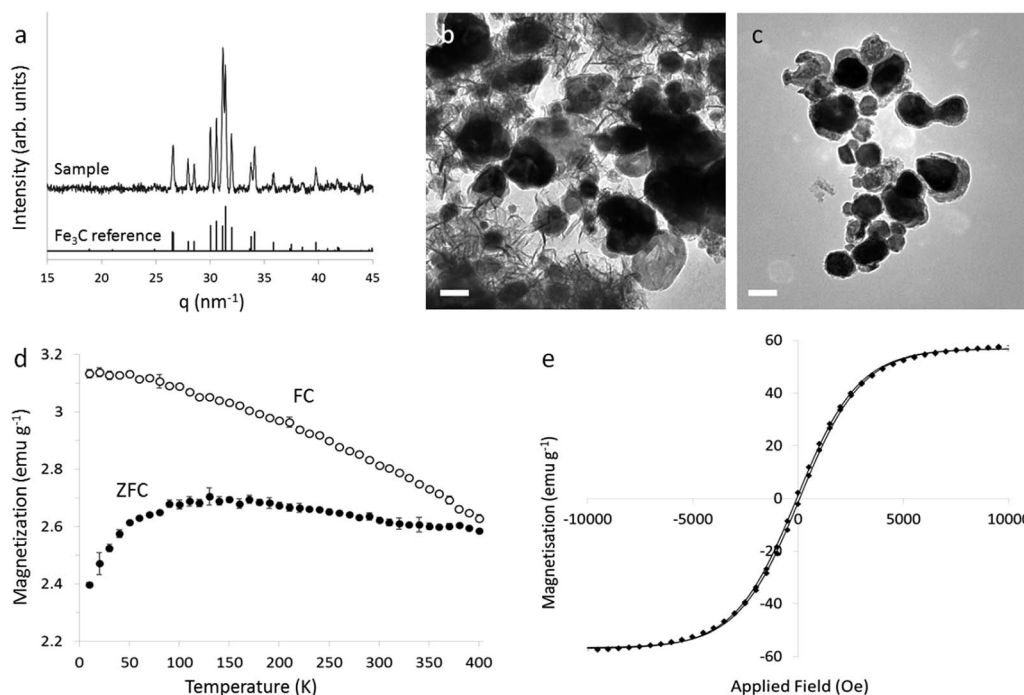 a
Intensity (arb. units)
Sample
Fe₃C reference
15 20 25 30 35 40 45
q (nm⁻¹)
b
c
d
Magnetization (emu g⁻¹)
3.2
3
2.8
2.6
2.4
2.2
FC
ZFC
0 50 100 150 200 250 300 350 400
Temperature (K)
e
Magnetisation (emu g⁻¹)
60
40
20
0
-10000 -5000 0 5000 10000
-20
-40
-60
Applied Field (Oe)